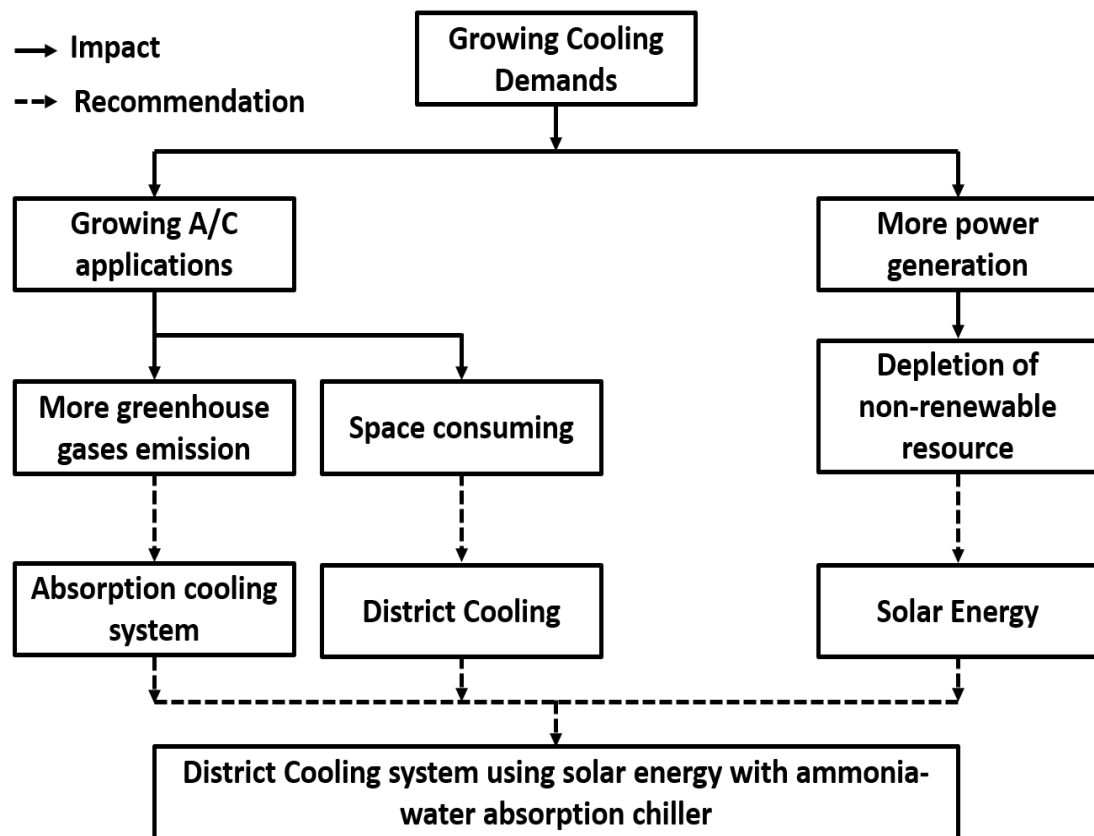 Impact
Recommendation
Growing Cooling
Demands
Growing A/C
applications
More power
generation
More greenhouse
gases emission
Space consuming
Depletion of
non-renewable
resource
Absorption cooling
system
District Cooling
Solar Energy
District Cooling system using solar energy with ammonia-
water absorption chiller